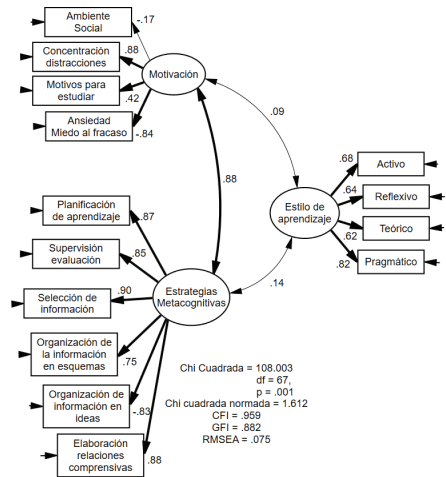 Ambiente
Social
-.17
Concentración
distracciones
.88
Motivos para
estudiar
.42
Ansiedad
Miedo al fracaso
-.84
Motivación
.09
.88
.14
Estilo de
aprendizaje
.68
Activo
.64
Reflexivo
.62
Teórico
.82
Pragmático
Planificación
de aprendizaje
.87
Supervisión
evaluación
.85
Selección de
información
.90
Estrategias
Metacognitivas
Organización de
la información
en esquemas
.75
Organización de
información en
ideas
-.83
Elaboración
relaciones
comprensivas
.88
Chi Cuadrada = 108.003
df = 67,
p = .001
Chi cuadrada normada = 1.612
CFI = .959
GFI = .882
RMSEA = .075